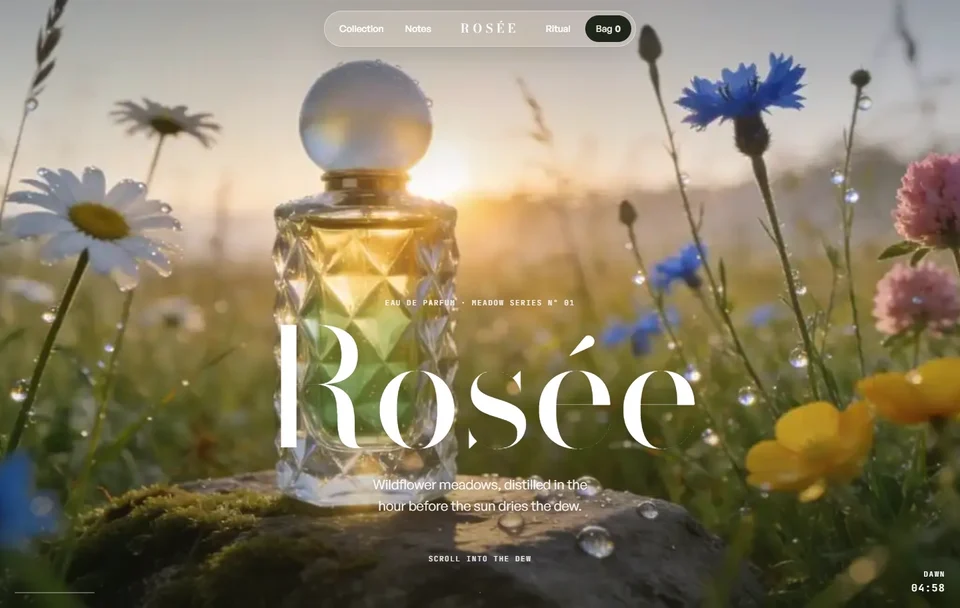 Collection
Notes
ROSÉE
Ritual
Bag 0
EAU DE PARFUM · MEADOW SERIES N° 01
Rosée
Wildflower meadows, distilled in the
hour before the sun dries the dew.
SCROLL INTO THE DEW
DAWN
04:58